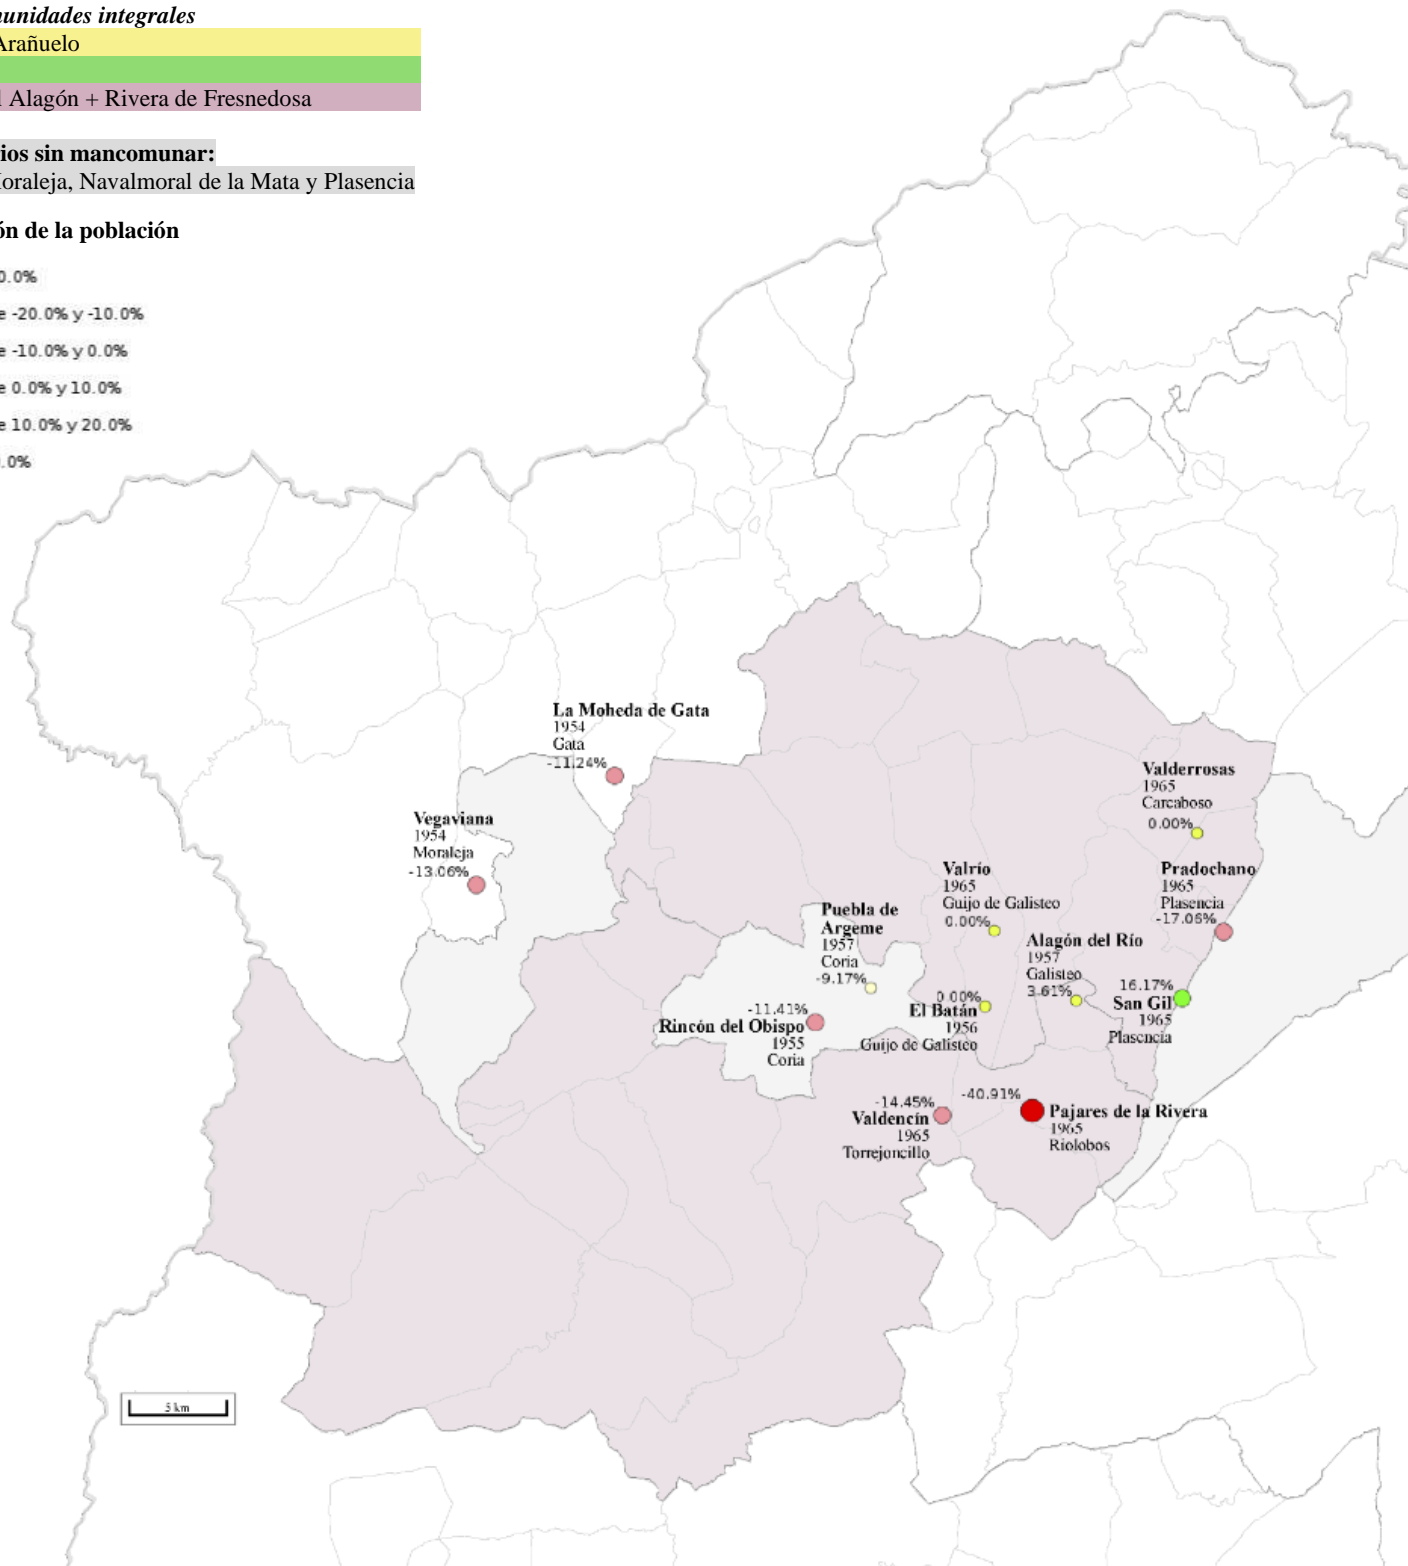 nunidades integrales
Arañuelo
l Alagón + Rivera de Fresnedosa
ios sin mancomunar:
Moraleja, Navalmoral de la Mata y Plasencia
ón de la población
0.0%
e -20.0% y -10.0%
e -10.0% y 0.0%
e 0.0% y 10.0%
e 10.0% y 20.0%
.0%
La Moheda de Gata
1954
Gata
-11.24%
Vegaviana
1954
Moraleja
-13.06%
Valderrosas
1965
Carcaboso
0.00%
Valrío
1965
Guijo de Galisteo
0.00%
Pradochano
1965
Plasencia
-17.06%
Puebla de
Argeme
1957
Coria
-9.17%
Alagón del Río
1957
Galisteo
3.61%
16.17%
San Gil
1965
Plasencia
0.00%
El Batán
1956
Guijo de Galisteo
-11.41%
Rincón del Obispo
1955
Coria
-14.45%
Valdencín
1965
Torrejoncillo
-40.91%
Pajares de la Rivera
1965
Riolobos
5 km